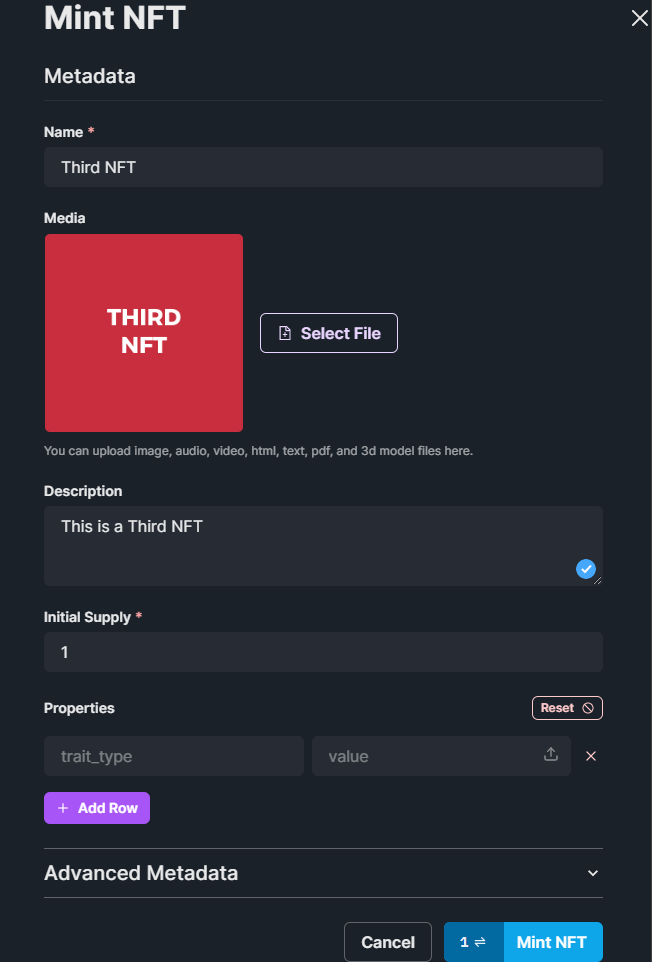 Mint NFT
Metadata
Name *
Third NFT
Media
THIRD
NFT
Select File
You can upload image, audio, video, html, text, pdf, and 3d model files here.
Description
This is a Third NFT
Initial Supply *
1
Properties
Reset
trait_type value
+ Add Row
Advanced Metadata
Cancel 1 ⇌ Mint NFT